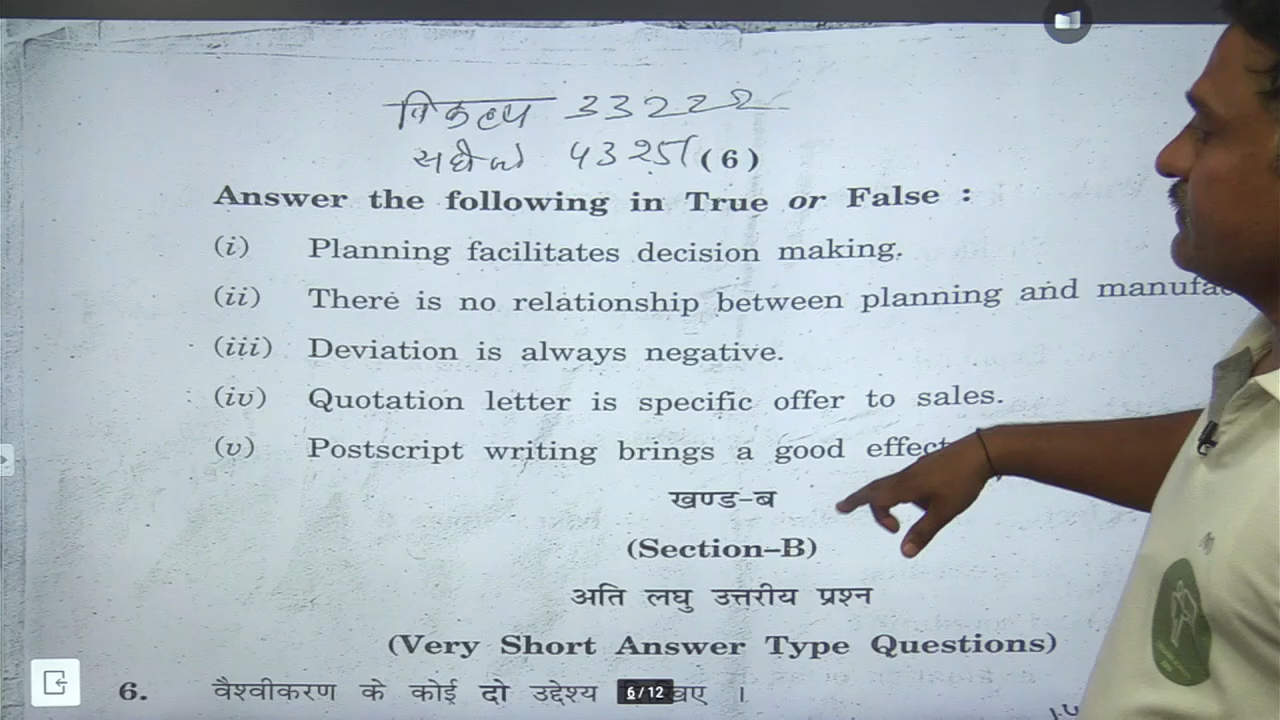 विकल्प 33222
43251 (6)
Answer the following in True or False :
(i) Planning facilitates decision making.
(ii) There is no relationship between planning and
(iii) Deviation is always negative.
(iv) Quotation letter is specific offer to sales.
(v) Postscript writing brings a good effect
खण्ड-ब
(Section–B)
अति लघु उत्तरीय प्रश्न
(Very Short Answer Type Questions)
6. वैश्वीकरण के कोई दो उद्देश्य 6/12 ।